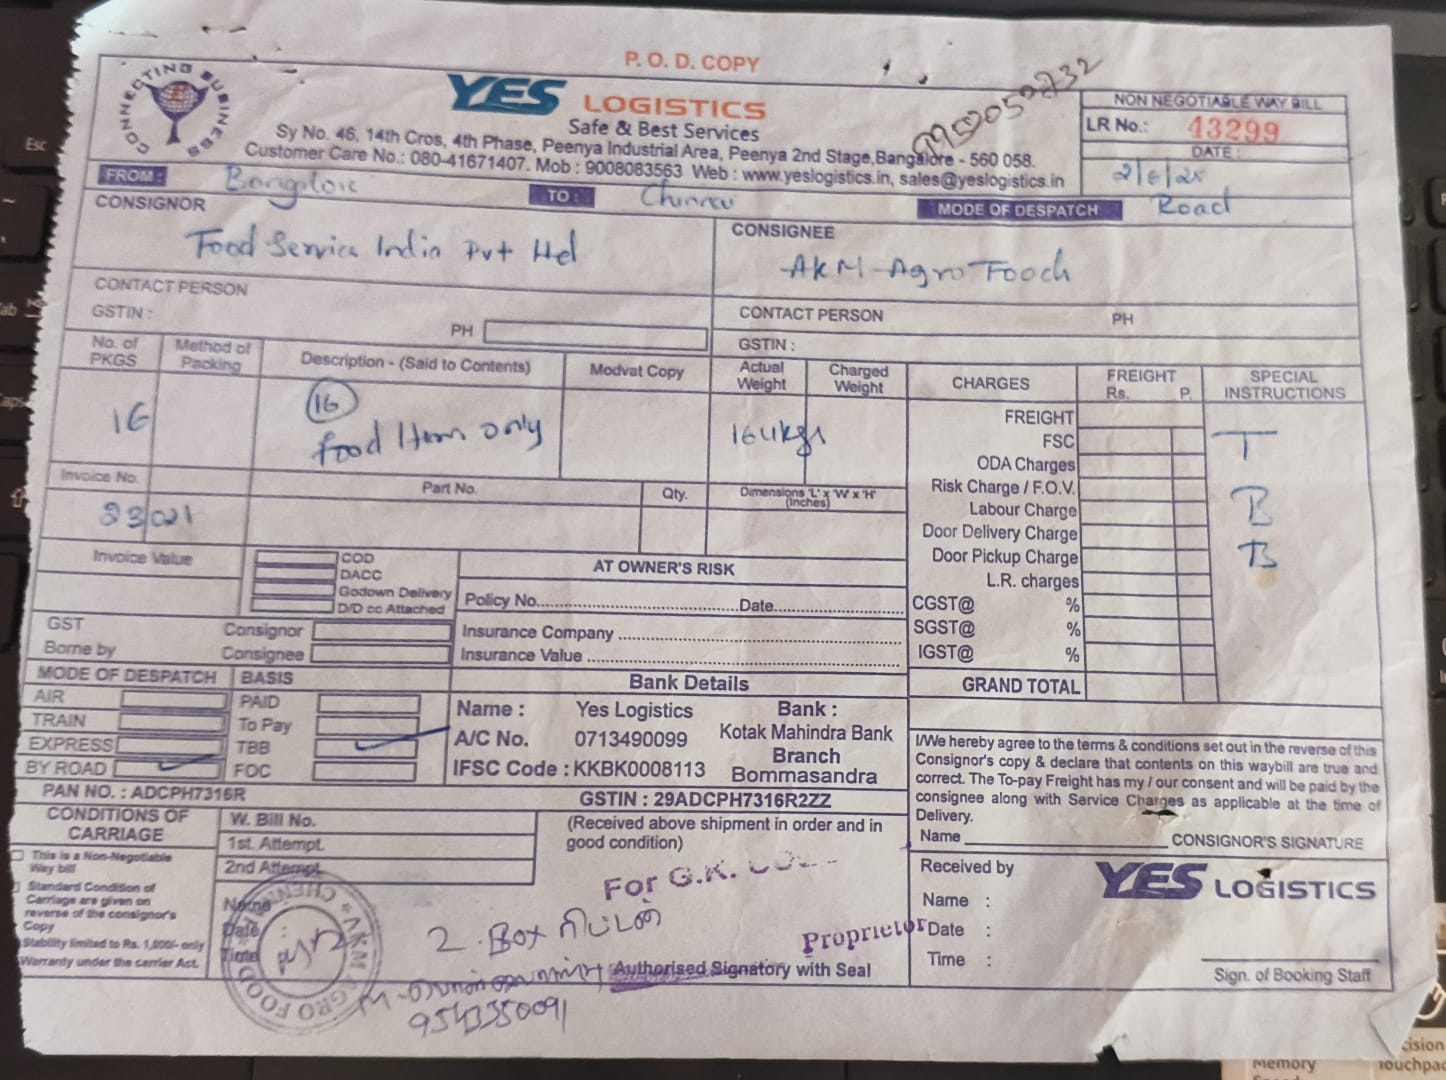 P. O. D. COPY
CONNECTING BUSINESS
YES LOGISTICS
Safe & Best Services
Sy No. 46, 14th Cros, 4th Phase, Peenya Industrial Area, Peenya 2nd Stage,Bangalore - 560 058.
Customer Care No.: 080-41671407. Mob : 9008083563 Web : www.yeslogistics.in, sales@yeslogistics.in
NON NEGOTIABLE WAY BILL
LR No.: 43299
DATE :
2/6/25
FROM : Bangalore TO : Chennai MODE OF DESPATCH Road
CONSIGNOR
Food Service India Pvt Ltd
CONTACT PERSON
GSTIN :
PH
CONSIGNEE
AKM Agro Foods
CONTACT PERSON PH
GSTIN :
No. of PKGS Method of Packing Description - (Said to Contents) Modvat Copy Actual Weight Charged Weight
16 16 food Item only 164kgs
Invoice No. Part No. Qty. Dimensions 'L' x 'W' x 'H' (Inches)
23021
Invoice Value
COD
DACC
Godown Delivery
D/D cc Attached
GST Borne by
Consignor
Consignee
AT OWNER'S RISK
Policy No. Date
Insurance Company
Insurance Value
CHARGES FREIGHT Rs. P. SPECIAL INSTRUCTIONS
FREIGHT
FSC T
ODA Charges
Risk Charge / F.O.V.
Labour Charge B
Door Delivery Charge
Door Pickup Charge B
L.R. charges
CGST@ %
SGST@ %
IGST@ %
GRAND TOTAL
MODE OF DESPATCH BASIS
AIR PAID
TRAIN To Pay
EXPRESS TBB
BY ROAD FOC
Bank Details
Name : Yes Logistics Bank :
A/C No. 0713490099 Kotak Mahindra Bank
Branch
IFSC Code : KKBK0008113 Bommasandra
PAN NO. : ADCPH7316R GSTIN : 29ADCPH7316R2ZZ
CONDITIONS OF CARRIAGE
This is a Non-Negotiable Way bill
Standard Condition of Carriage are given on reverse of the consignor's Copy
Stability limited to Rs. 1,000/- only
Warranty under the carrier Act.
W. Bill No.
1st. Attempt.
2nd Attempt.
Name
Date :
Time
(Received above shipment in order and in good condition)
For G.K.
2. Box
Proprietor
Authorised Signatory with Seal
I/We hereby agree to the terms & conditions set out in the reverse of this
Consignor's copy & declare that contents on this waybill are true and
correct. The To-pay Freight has my / our consent and will be paid by the
consignee along with Service Charges as applicable at the time of
Delivery.
Name CONSIGNOR'S SIGNATURE
Received by YES LOGISTICS
Name :
Date :
Time :
Sign. of Booking Staff
Esc
Memory